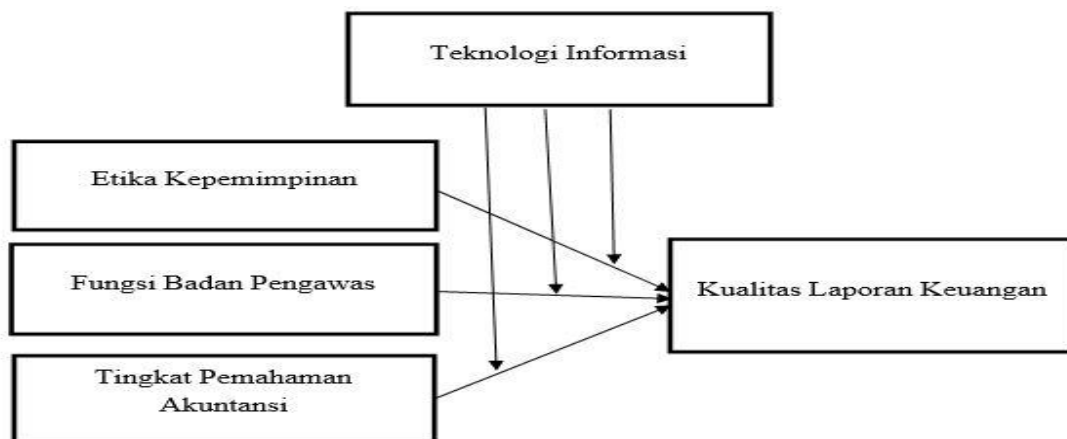 Teknologi Informasi
Etika Kepemimpinan
Fungsi Badan Pengawas
Kualitas Laporan Keuangan
Tingkat Pemahaman
Akuntansi